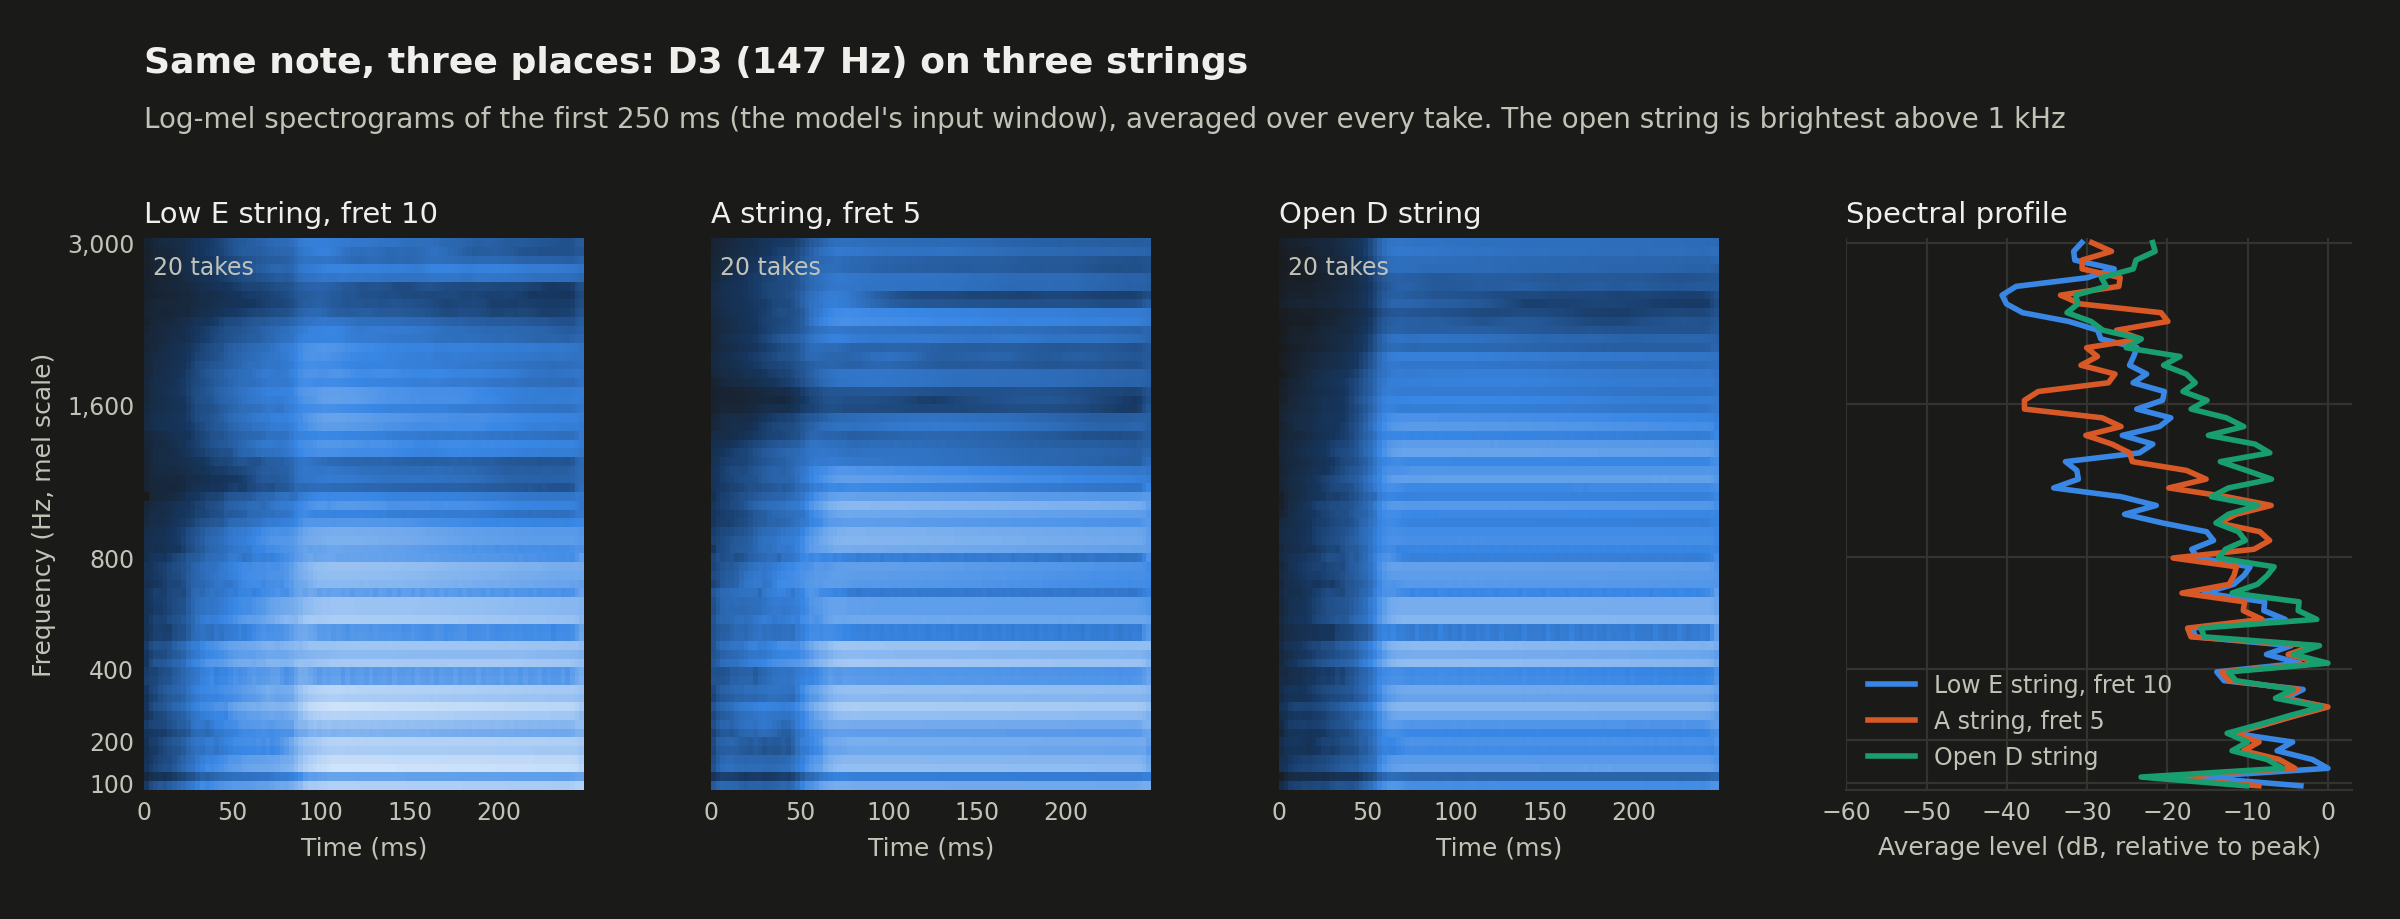 Same note, three places: D3 (147 Hz) on three strings
Log-mel spectrograms of the first 250 ms (the model's input window), averaged over every take. The open string is brightest above 1 kHz
Low E string, fret 10
A string, fret 5
Open D string
Spectral profile
20 takes
20 takes
20 takes
Frequency (Hz, mel scale)
3,000
1,600
800
400
200
100
0 50 100 150 200
Time (ms)
0 50 100 150 200
Time (ms)
0 50 100 150 200
Time (ms)
Low E string, fret 10
A string, fret 5
Open D string
−60 −50 −40 −30 −20 −10 0
Average level (dB, relative to peak)